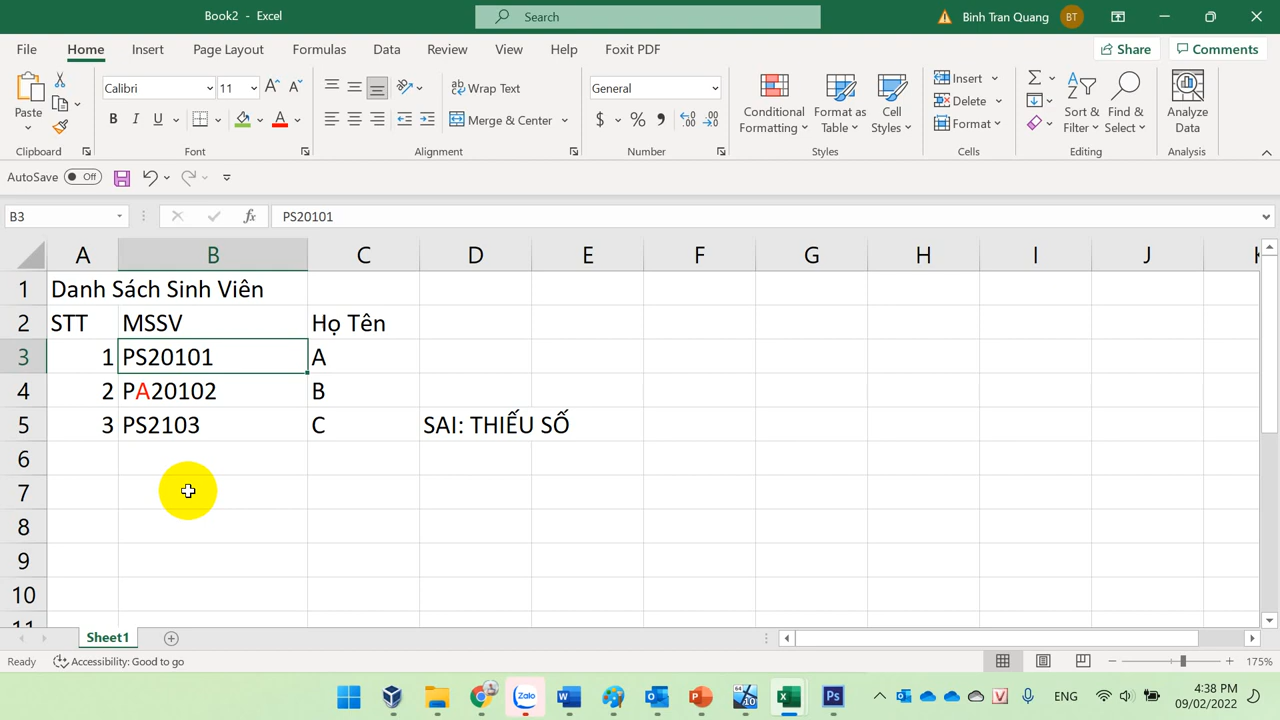 Book2 - Excel
Search
Binh Tran Quang
BT
File Home Insert Page Layout Formulas Data Review View Help Foxit PDF
Share
Comments
Paste
Calibri
11
Wrap Text
Merge & Center
General
Conditional Formatting
Format as Table
Cell Styles
Insert
Delete
Format
Sort & Filter
Find & Select
Analyze Data
Clipboard
Font
Alignment
Number
Styles
Cells
Editing
Analysis
AutoSave Off
B3
fx
PS20101
A B C D E F G H I J K
1 Danh Sách Sinh Viên
2 STT MSSV Họ Tên
3 1 PS20101 A
4 2 PA20102 B
5 3 PS2103 C SAI: THIẾU SỐ
6
7
8
9
10
11
Sheet1
Ready
Accessibility: Good to go
175%
Zalo
ENG
4:38 PM
09/02/2022